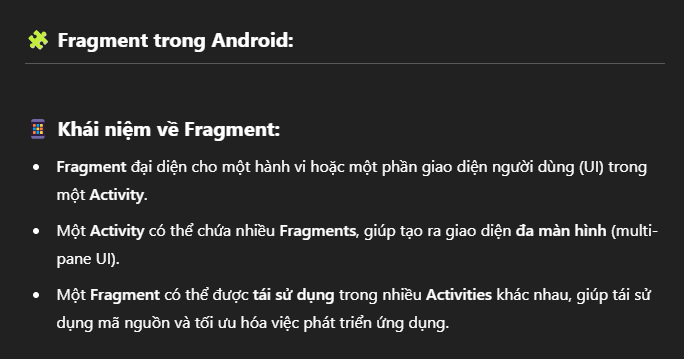 Fragment trong Android:
Khái niệm về Fragment:
Fragment đại diện cho một hành vi hoặc một phần giao diện người dùng (UI) trong
một Activity.
Một Activity có thể chứa nhiều Fragments, giúp tạo ra giao diện đa màn hình (multi-
pane UI).
Một Fragment có thể được tái sử dụng trong nhiều Activities khác nhau, giúp tái sử
dụng mã nguồn và tối ưu hóa việc phát triển ứng dụng.